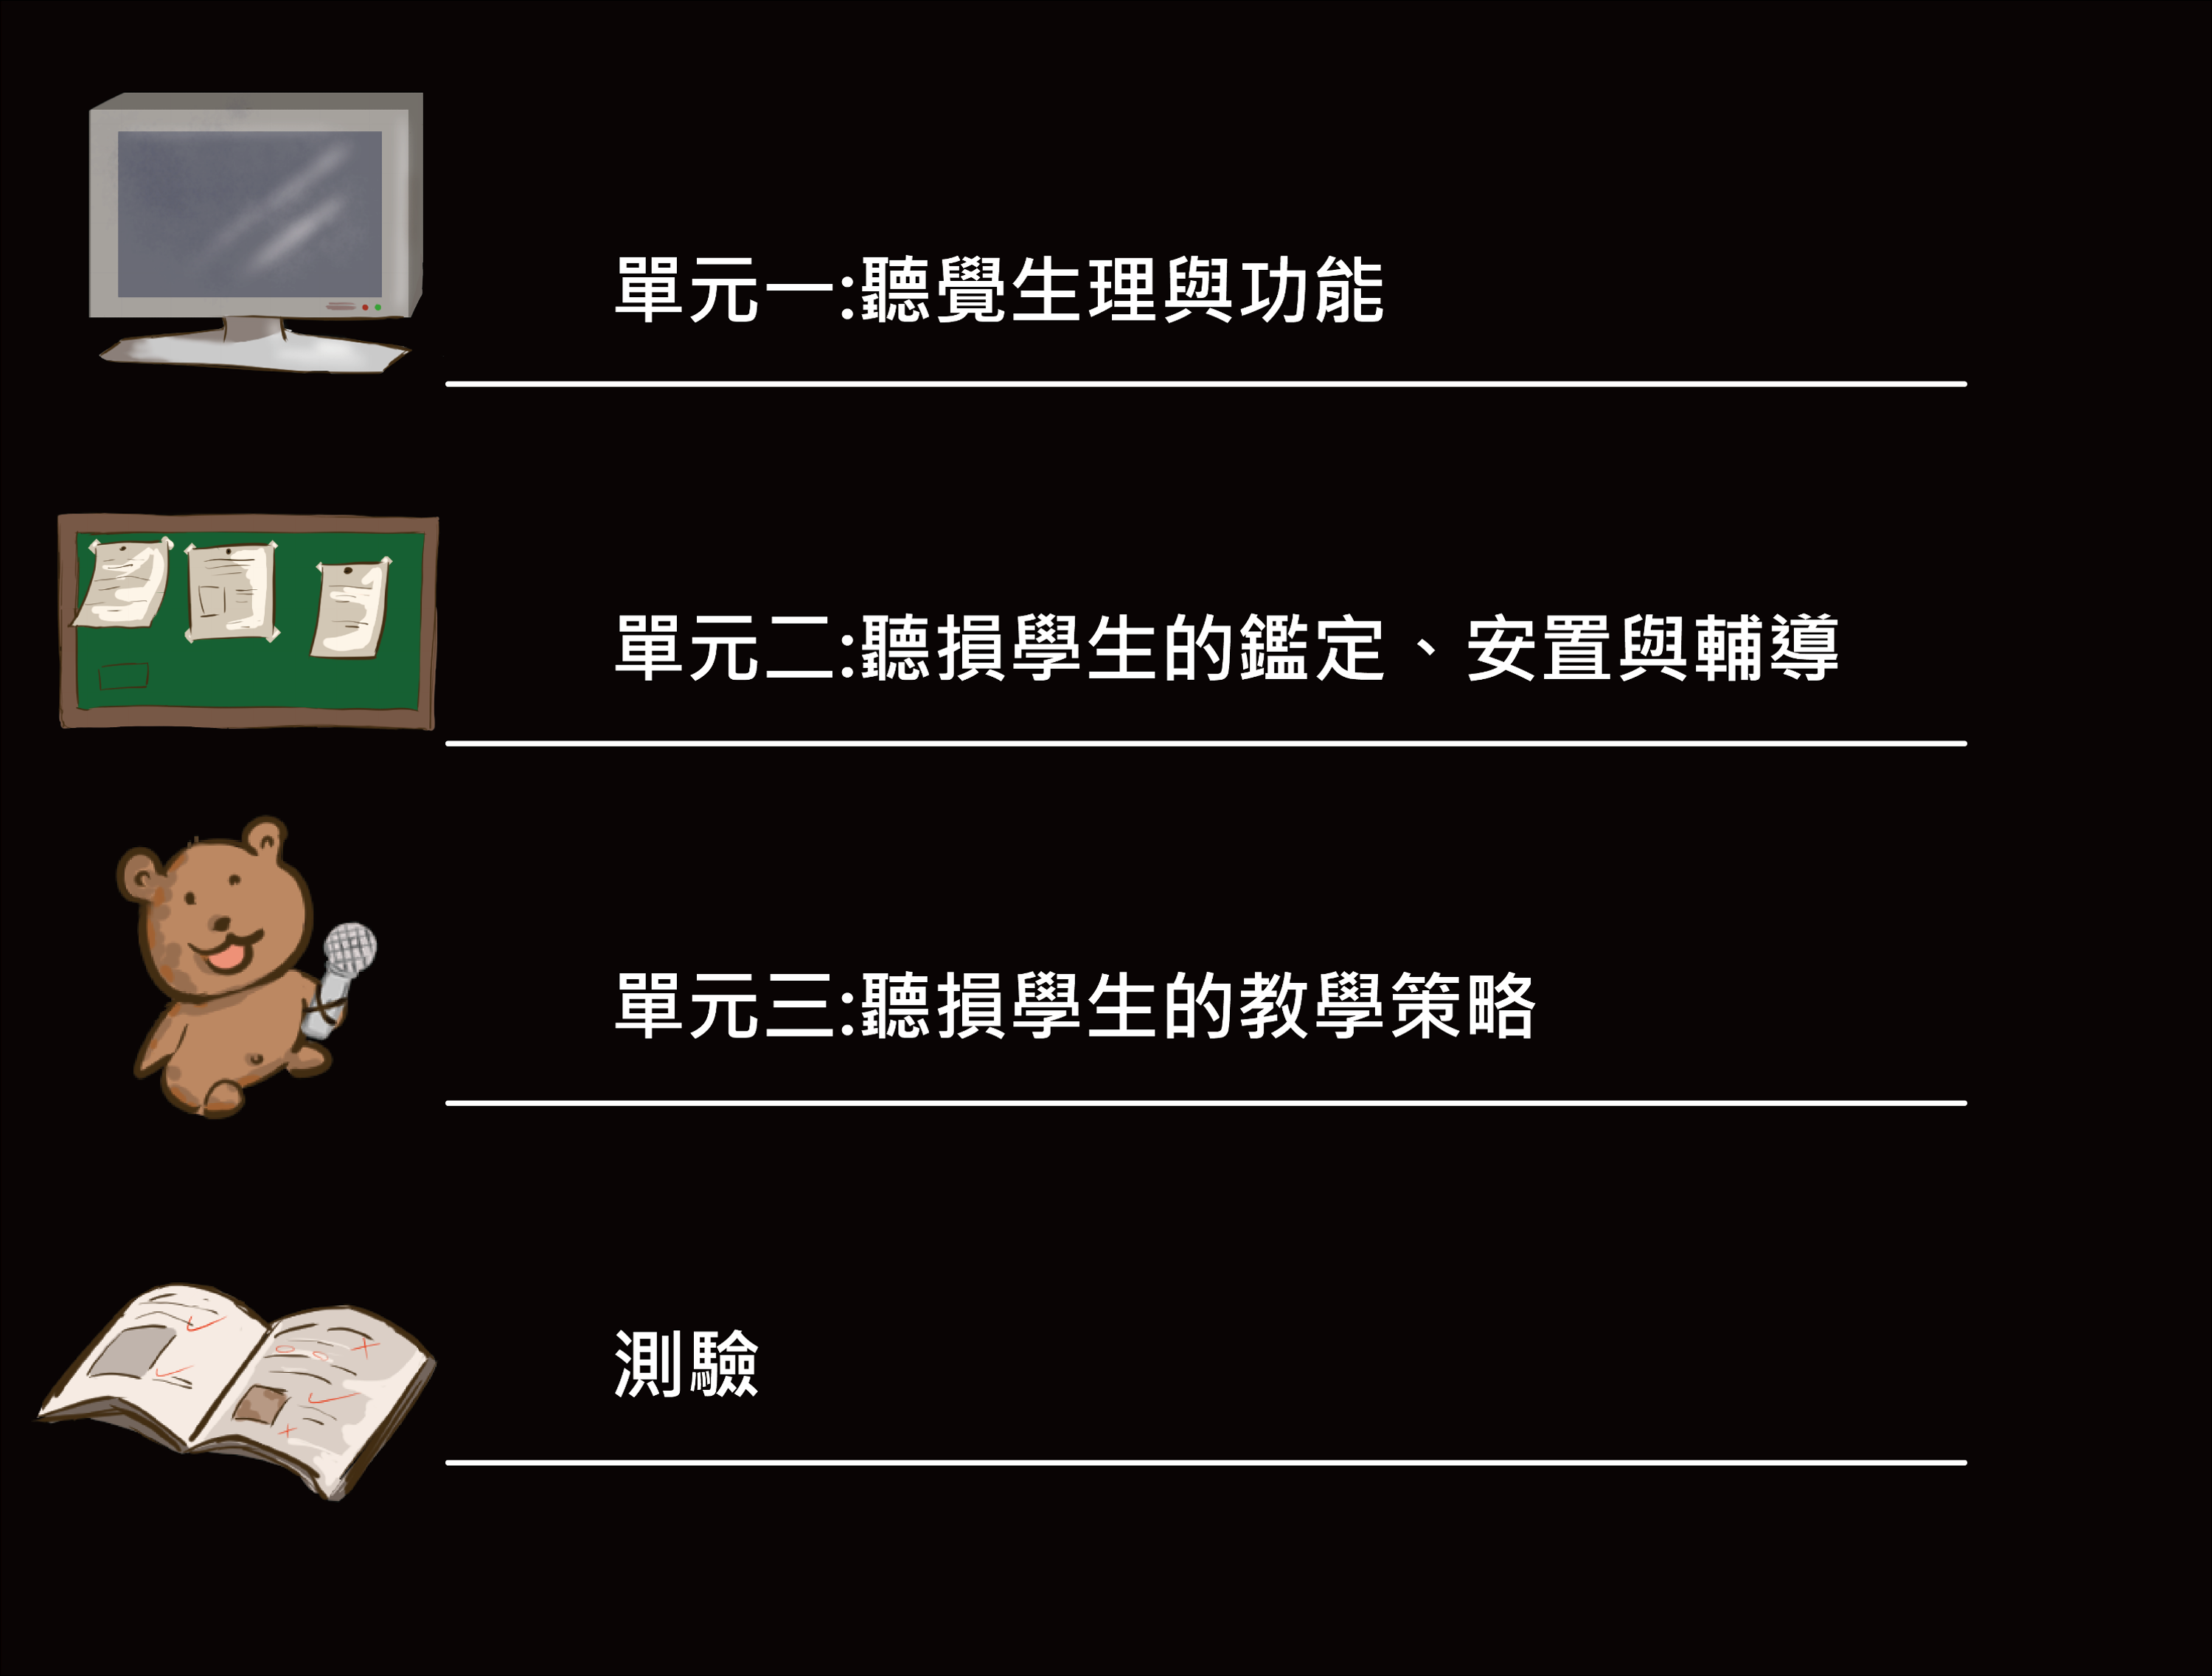 單元一:聽覺生理與功能
單元二:聽損學生的鑑定、安置與輔導
單元三:聽損學生的教學策略
測驗